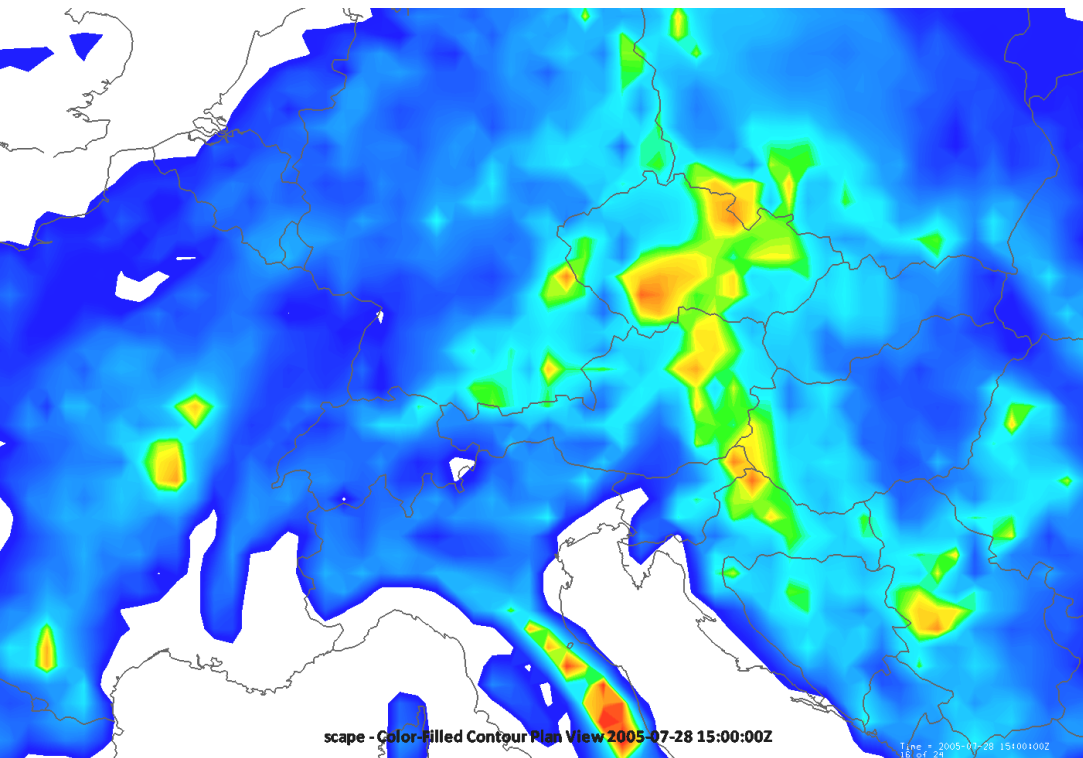 scape - Color-Filled Contour Plan View 2005-07-28 15:00:00Z
Time = 2005-07-28 15:00:00Z
16 of 24